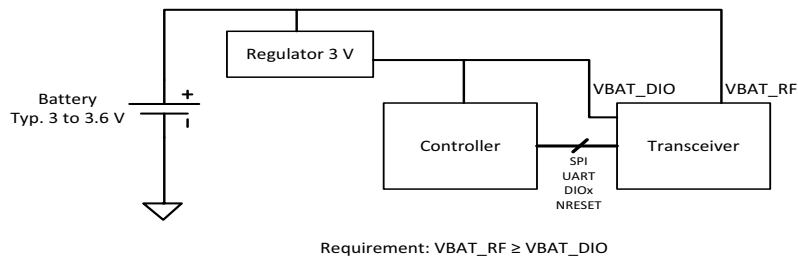 Regulator 3 V
Battery
Typ. 3 to 3.6 V
+
VBAT_DIO
VBAT_RF
Controller
Transceiver
SPI
UART
DIOx
NRESET
Requirement: VBAT_RF ≥ VBAT_DIO